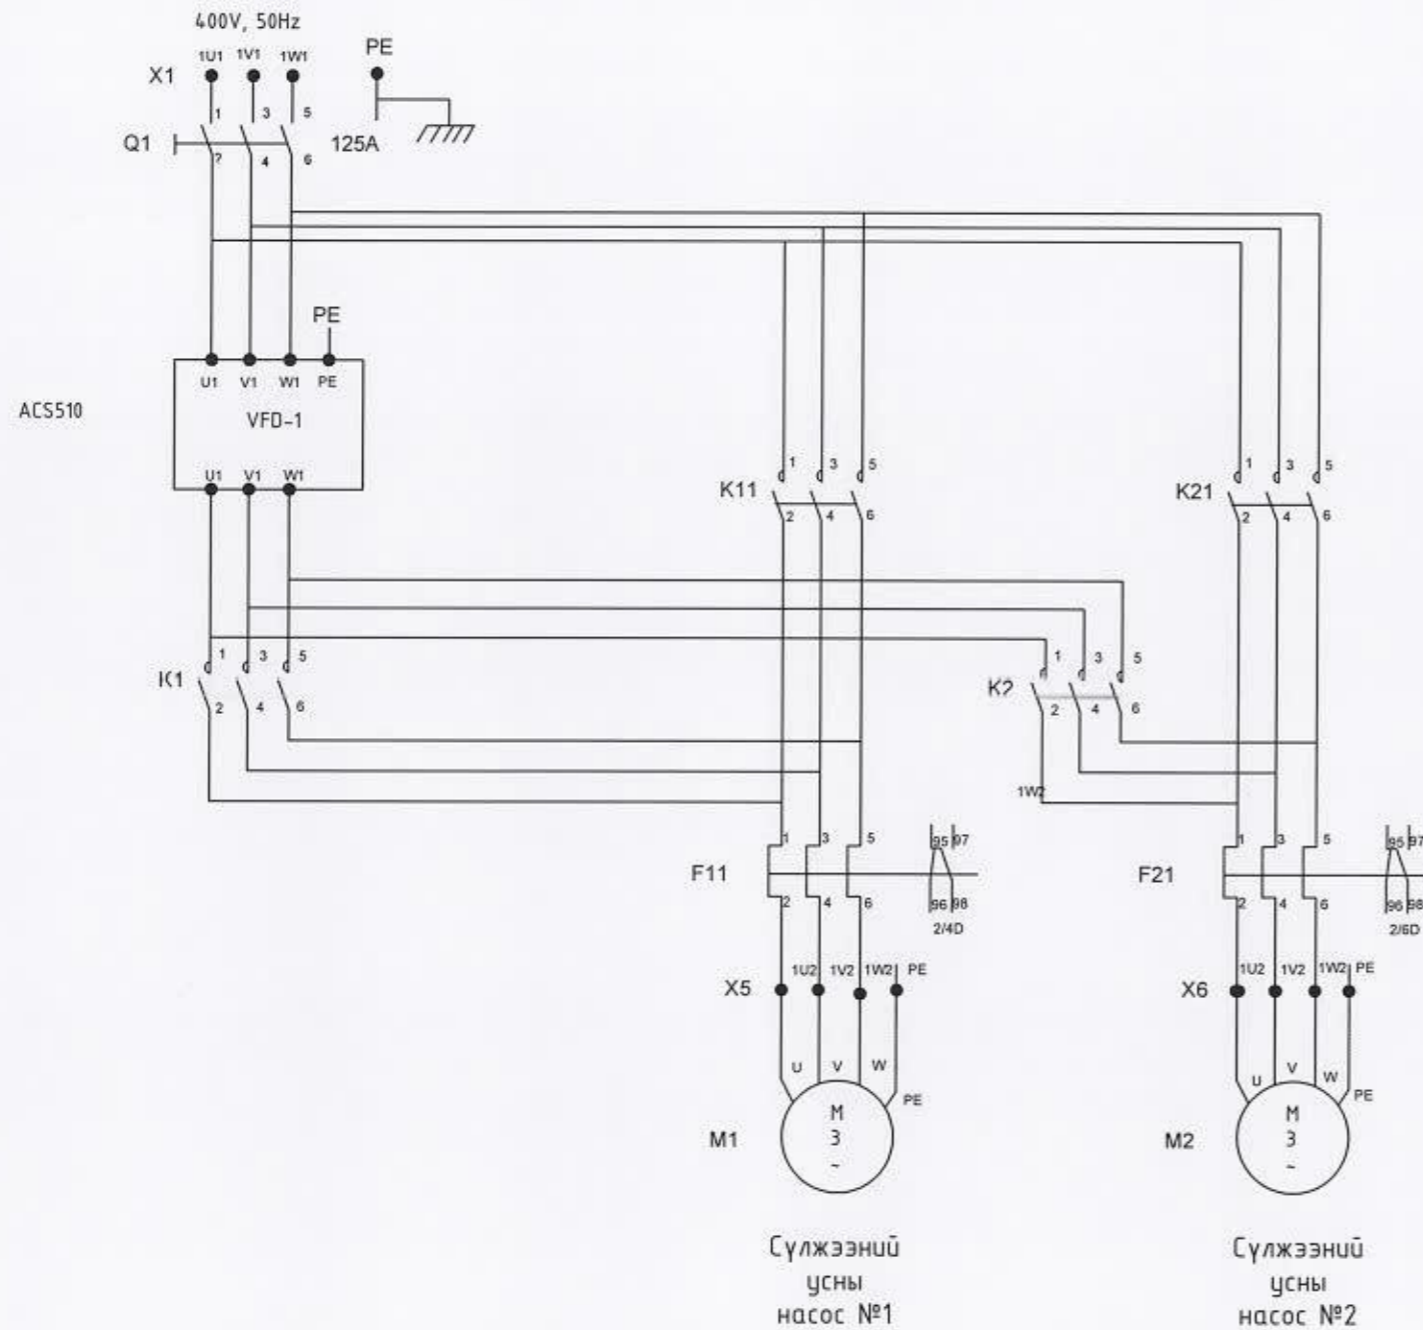 400V, 50Hz
1U1 1V1 1W1 PE
X1
1 3 5
Q1 125A
? 4 6
PE
U1 V1 W1 PE
ACS510
VFD-1
U1 V1 W1
1 3 5
K11
2 4 6
1 3 5
K21
2 4 6
1 3 5
K1
2 4 6
1 3 5
K2
2 4 6
1W2
1 3 5 95 97
F11
2 4 6 96 98
2/4D
1 3 5 95 97
F21
2 4 6 96 98
2/6D
1U2 1V2 1W2 PE
X5
1U2 1V2 1W2 PE
X6
U V W
PE
M1
M
3
~
U V W
PE
M2
M
3
~
Сүлжээний
усны
насос №1
Сүлжээний
усны
насос №2